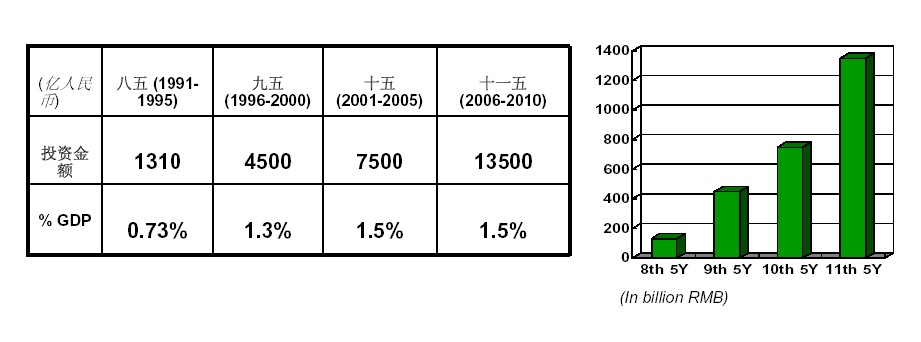 (亿人民
币)
八五 (1991-
1995)
九五
(1996-2000)
十五
(2001-2005)
十一五
(2006-2010)
投资金
额
1310
4500
7500
13500
% GDP
0.73%
1.3%
1.5%
1.5%
1400
1200
1000
800
600
400
200
0
8th 5Y
9th 5Y
10th 5Y
11th 5Y
(In billion RMB)